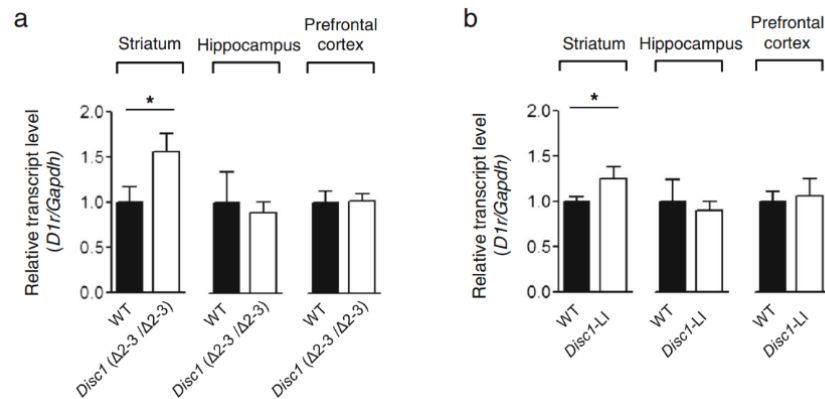 a
Striatum
Hippocampus
Prefrontal
cortex
Relative transcript level
(D1r/Gapdh)
2.0
1.5
1.0
0.5
0.0
*
WT
Disc1 (Δ2-3 /Δ2-3)
WT
Disc1 (Δ2-3 /Δ2-3)
WT
Disc1 (Δ2-3 /Δ2-3)
b
Striatum
Hippocampus
Prefrontal
cortex
Relative transcript level
(D1r/Gapdh)
2.0
1.5
1.0
0.5
0.0
*
WT
Disc1-LI
WT
Disc1-LI
WT
Disc1-LI